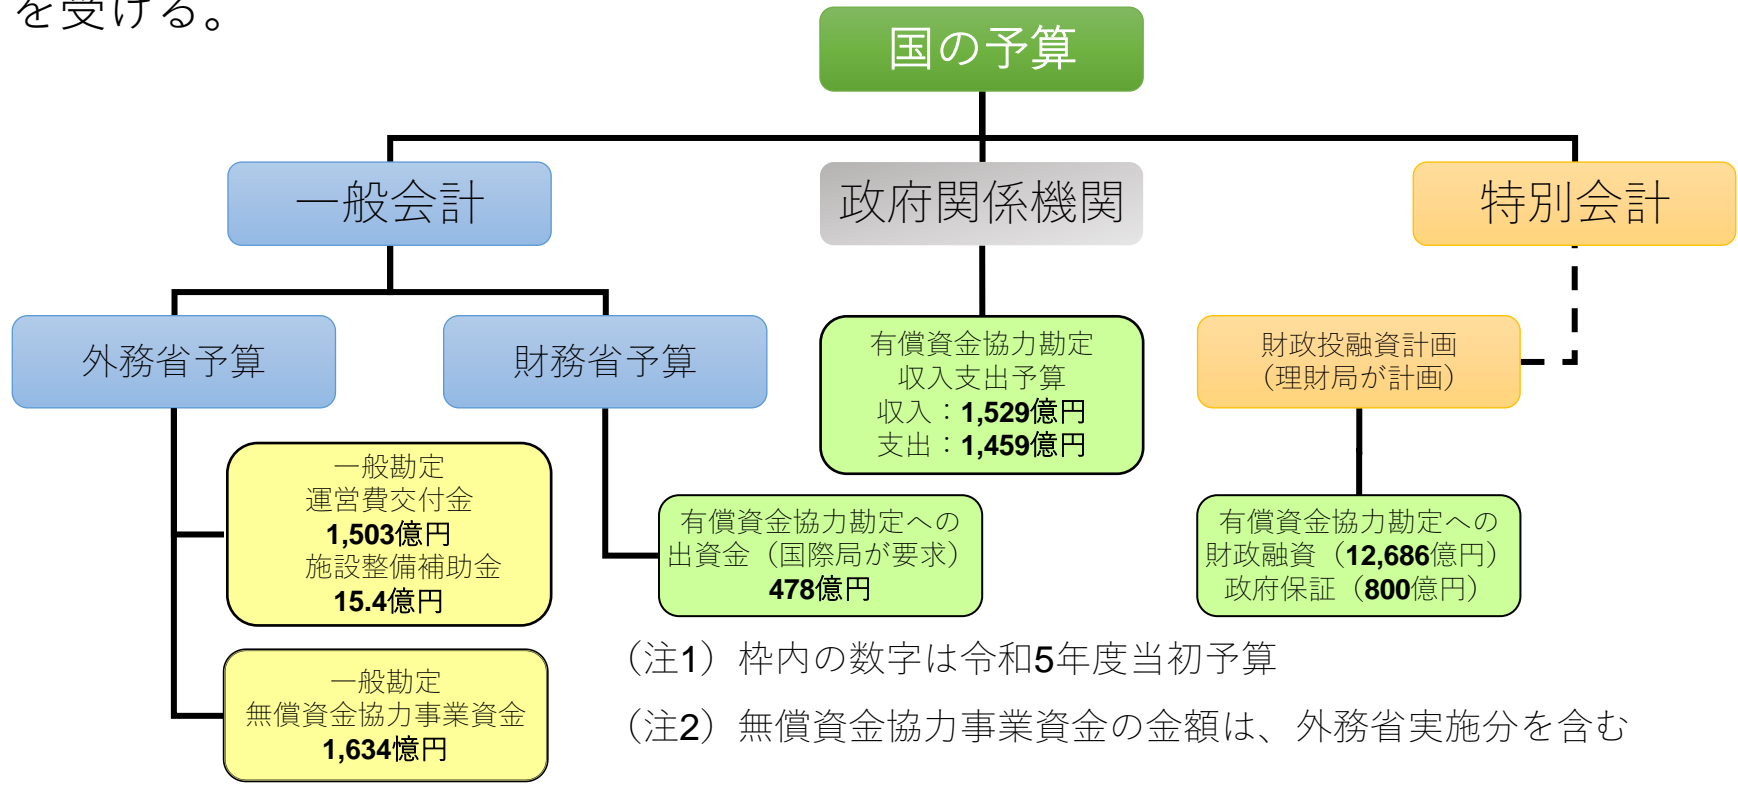 を受ける。
国の予算
一般会計
政府関係機関
特別会計
外務省予算
財務省予算
有償資金協力勘定
収入支出予算
収入：1,529億円
支出：1,459億円
財政投融資計画
（理財局が計画）
一般勘定
運営費交付金
1,503億円
施設整備補助金
15.4億円
有償資金協力勘定への
出資金（国際局が要求）
478億円
有償資金協力勘定への
財政融資（12,686億円）
政府保証（800億円）
一般勘定
無償資金協力事業資金
1,634億円
（注1）枠内の数字は令和5年度当初予算
（注2）無償資金協力事業資金の金額は、外務省実施分を含む